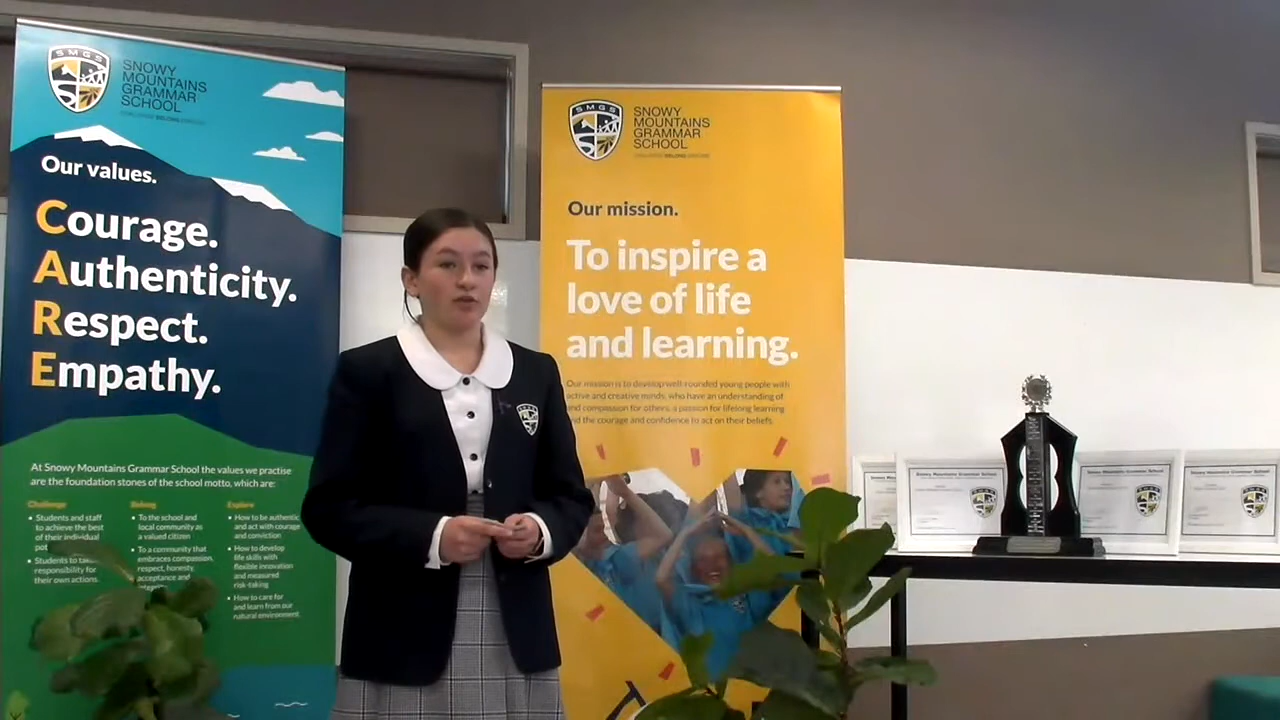 SMGS
SNOWY
MOUNTAINS
GRAMMAR
SCHOOL
Our values.
Courage.
Authenticity.
Respect.
Empathy.
At Snowy Mountains Grammar School the values we practise
are the foundation stones of the school motto, which are:
Challenge
• Students and staff
to achieve the best
of their individual
• Students to take
responsibility for
their own actions.
Belong
• To the school and
local community as
a valued citizen
• To a community that
embraces compassion,
respect, honesty,
acceptance and
Explore
• How to be authentic
and act with courage
and conviction
• How to develop
life skills with
flexible innovation
and measured
risk-taking
• How to care for
and learn from our
natural environment.
SMGS
SNOWY
MOUNTAINS
GRAMMAR
SCHOOL
Our mission.
To inspire a
love of life
and learning.
Our mission is to develop well-rounded young people with
active and creative minds, who have an understanding of
and compassion for others, a passion for lifelong learning
and the courage and confidence to act on their beliefs.
Snowy Mountains Grammar School
Snowy Mountains Grammar School
Snowy Mountains Grammar School